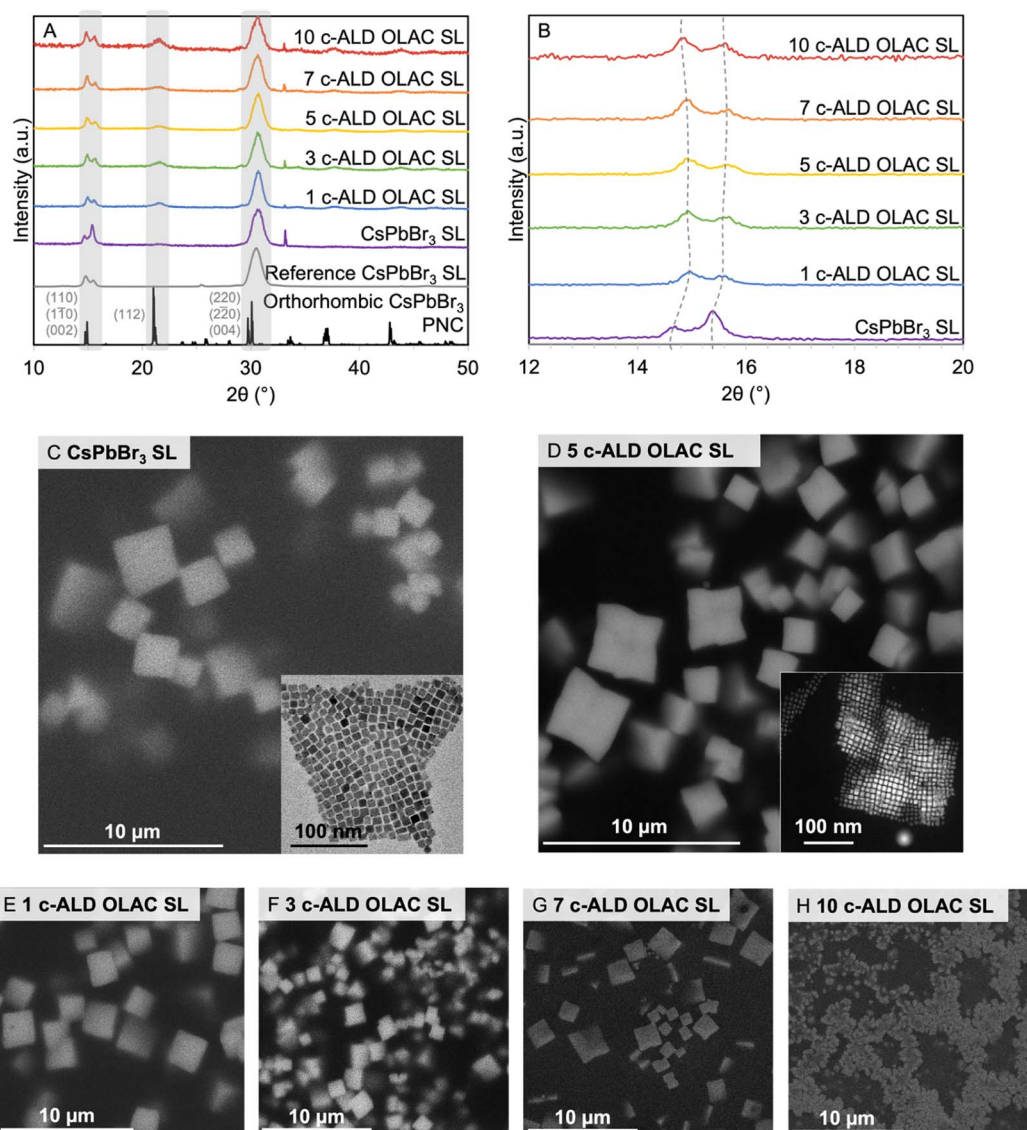 A
10 c-ALD OLAC SL
7 c-ALD OLAC SL
5 c-ALD OLAC SL
3 c-ALD OLAC SL
1 c-ALD OLAC SL
CsPbBr₃ SL
Reference CsPbBr₃ SL
Orthorhombic CsPbBr₃
PNC
(110)
(11̅0)
(002)
(112)
(220)
(22̅0)
(004)
Intensity (a.u.)
10 20 30 40 50
2θ (°)
B
10 c-ALD OLAC SL
7 c-ALD OLAC SL
5 c-ALD OLAC SL
3 c-ALD OLAC SL
1 c-ALD OLAC SL
CsPbBr₃ SL
Intensity (a.u.)
12 14 16 18 20
2θ (°)
C CsPbBr₃ SL
10 µm
100 nm
D 5 c-ALD OLAC SL
10 µm
100 nm
E 1 c-ALD OLAC SL
10 µm
F 3 c-ALD OLAC SL
10 µm
G 7 c-ALD OLAC SL
10 µm
H 10 c-ALD OLAC SL
10 µm